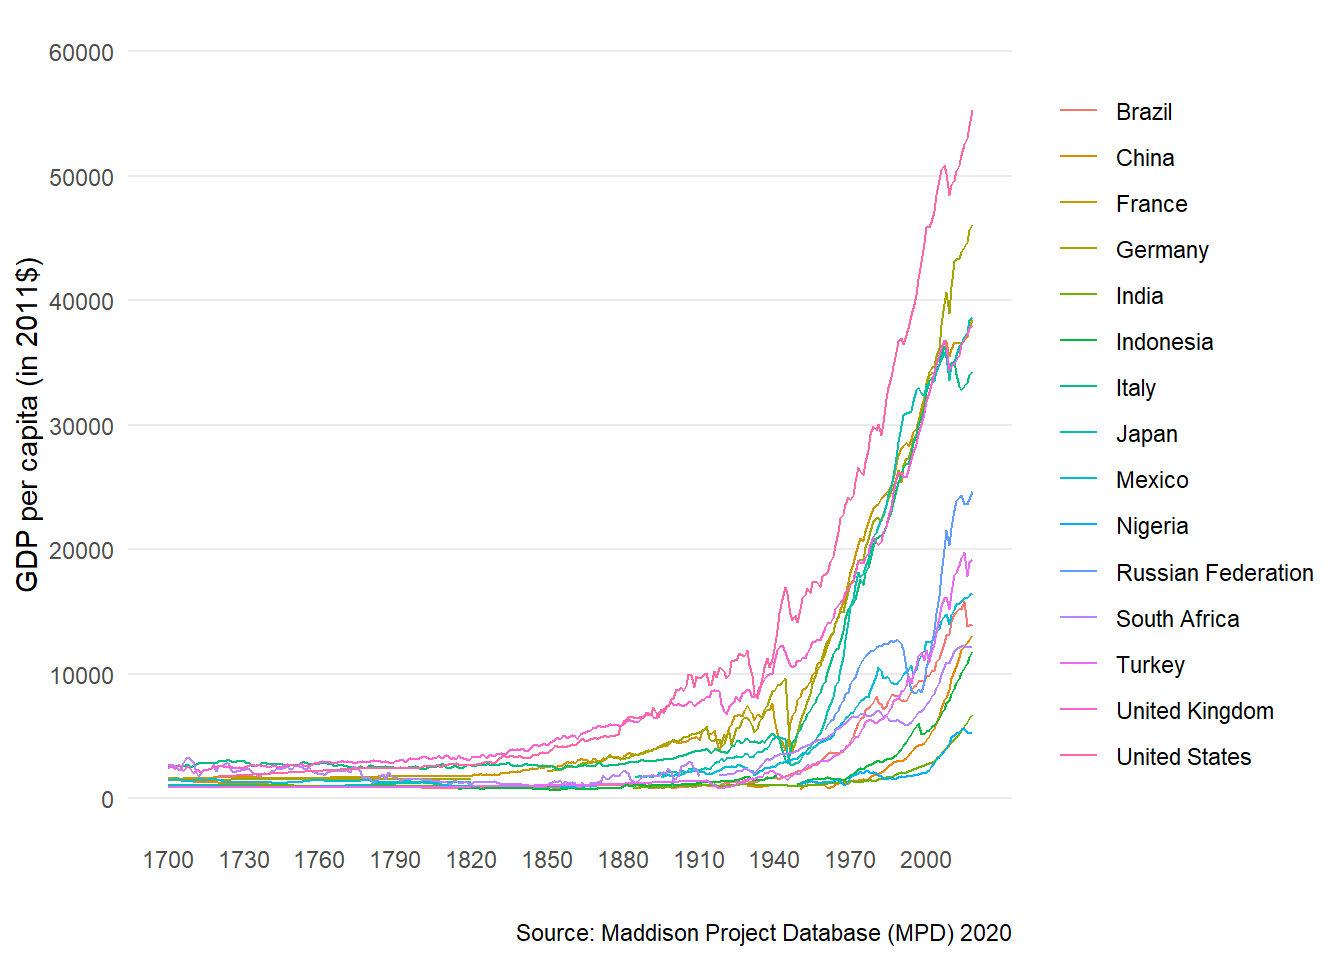 60000
50000
40000
30000
20000
10000
0
GDP per capita (in 2011$)
1700 1730 1760 1790 1820 1850 1880 1910 1940 1970 2000
Brazil
China
France
Germany
India
Indonesia
Italy
Japan
Mexico
Nigeria
Russian Federation
South Africa
Turkey
United Kingdom
United States
Source: Maddison Project Database (MPD) 2020